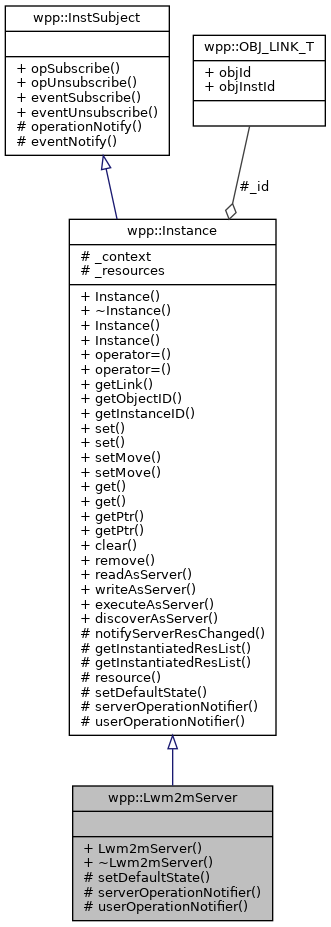 wpp::InstSubject
+ opSubscribe()
+ opUnsubscribe()
+ eventSubscribe()
+ eventUnsubscribe()
# operationNotify()
# eventNotify()
wpp::OBJ_LINK_T
+ objId
+ objInstId
#_id
wpp::Instance
# _context
# _resources
+ Instance()
+ ~Instance()
+ Instance()
+ Instance()
+ operator=()
+ operator=()
+ getLink()
+ getObjectID()
+ getInstanceID()
+ set()
+ set()
+ setMove()
+ setMove()
+ get()
+ get()
+ getPtr()
+ getPtr()
+ clear()
+ remove()
+ readAsServer()
+ writeAsServer()
+ executeAsServer()
+ discoverAsServer()
# notifyServerResChanged()
# getInstantiatedResList()
# getInstantiatedResList()
# resource()
# setDefaultState()
# serverOperationNotifier()
# userOperationNotifier()
wpp::Lwm2mServer
+ Lwm2mServer()
+ ~Lwm2mServer()
# setDefaultState()
# serverOperationNotifier()
# userOperationNotifier()